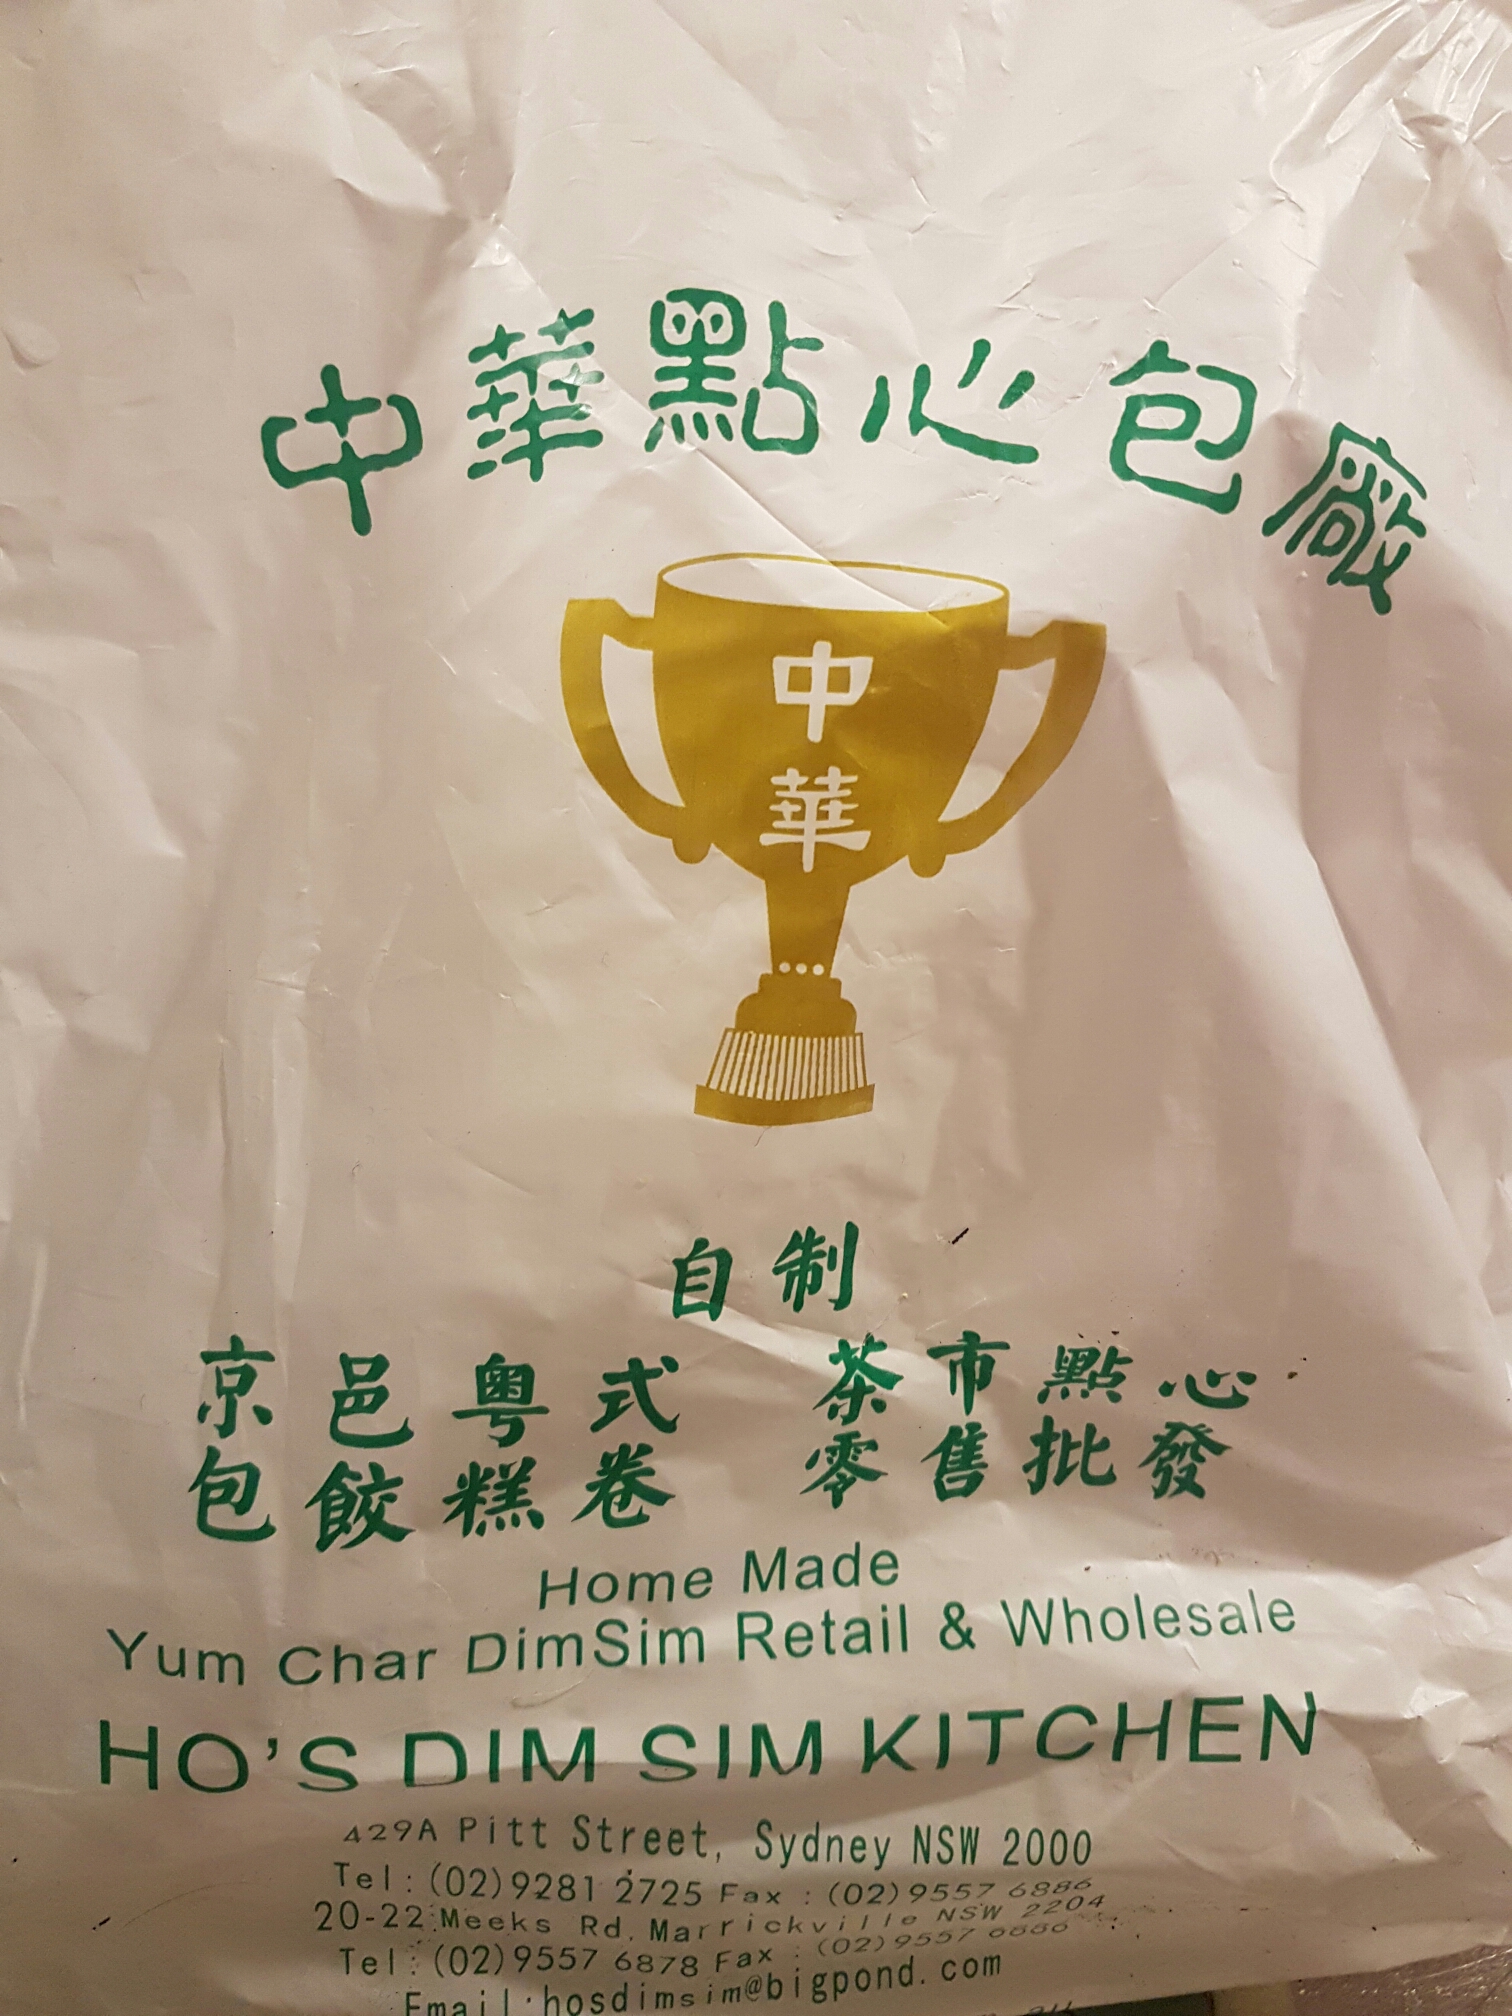 中華點心包廠
中
華
自制
京邑粵式 茶市點心
包餃糕卷 零售批發
Home Made
Yum Char DimSim Retail & Wholesale
HO'S DIM SIM KITCHEN
429A Pitt Street, Sydney NSW 2000
Tel: (02)9281 2725 Fax : (02)9557 6886
20-22 Meeks Rd, Marrickville NSW 2204
Tel: (02)9557 6878 Fax : (02)9557 6886
Email:hosdimsim@bigpond.com